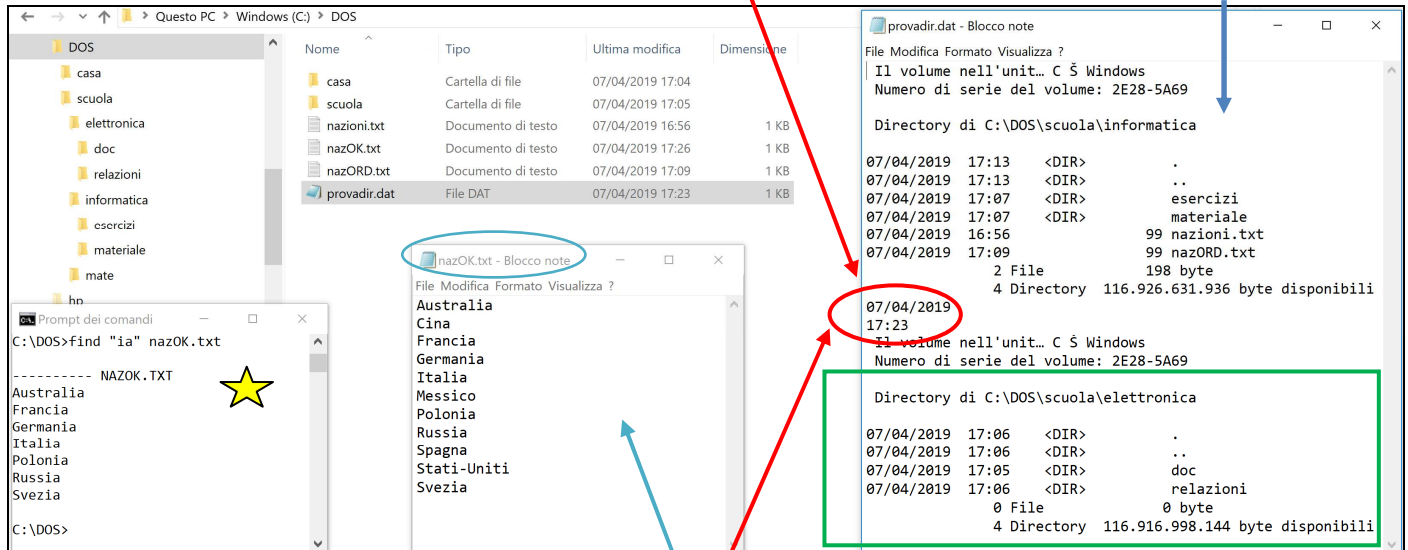 Questo PC > Windows (C:) > DOS
DOS
casa
scuola
elettronica
doc
relazioni
informatica
esercizi
materiale
mate
hp
Nome Tipo Ultima modifica Dimensione
casa Cartella di file 07/04/2019 17:04
scuola Cartella di file 07/04/2019 17:05
nazioni.txt Documento di testo 07/04/2019 16:56 1 KB
nazOK.txt Documento di testo 07/04/2019 17:26 1 KB
nazORD.txt Documento di testo 07/04/2019 17:09 1 KB
provadir.dat File DAT 07/04/2019 17:23 1 KB
Prompt dei comandi
C:\DOS>find "ia" nazOK.txt
---------- NAZOK.TXT
Australia
Francia
Germania
Italia
Polonia
Russia
Svezia
C:\DOS>
nazOK.txt - Blocco note
File Modifica Formato Visualizza ?
Australia
Cina
Francia
Germania
Italia
Messico
Polonia
Russia
Spagna
Stati-Uniti
Svezia
provadir.dat - Blocco note
File Modifica Formato Visualizza ?
Il volume nell'unit… C Š Windows
Numero di serie del volume: 2E28-5A69
Directory di C:\DOS\scuola\informatica
07/04/2019 17:13 <DIR> .
07/04/2019 17:13 <DIR> ..
07/04/2019 17:07 <DIR> esercizi
07/04/2019 17:07 <DIR> materiale
07/04/2019 16:56 99 nazioni.txt
07/04/2019 17:09 99 nazORD.txt
2 File 198 byte
4 Directory 116.926.631.936 byte disponibili
07/04/2019
17:23
Il volume nell'unit… C Š Windows
Numero di serie del volume: 2E28-5A69
Directory di C:\DOS\scuola\elettronica
07/04/2019 17:06 <DIR> .
07/04/2019 17:06 <DIR> ..
07/04/2019 17:05 <DIR> doc
07/04/2019 17:06 <DIR> relazioni
0 File 0 byte
4 Directory 116.916.998.144 byte disponibili